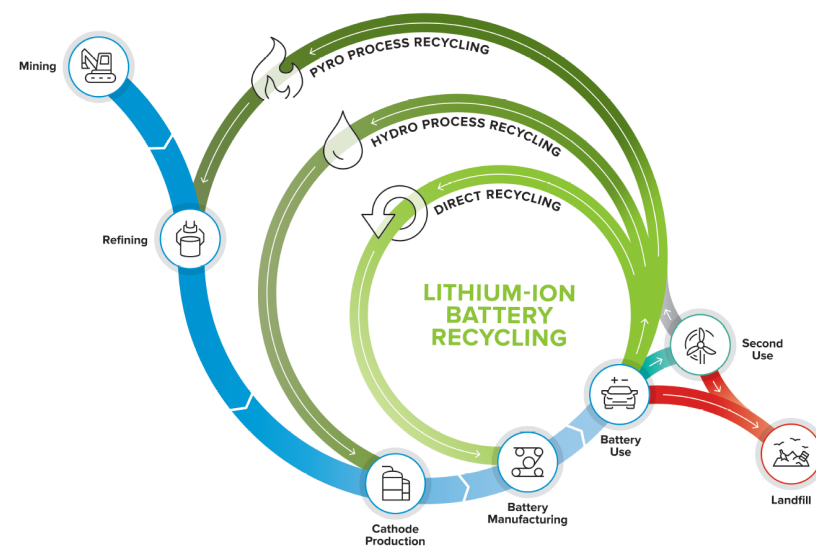 Mining
PYRO PROCESS RECYCLING
HYDRO PROCESS RECYCLING
DIRECT RECYCLING
Refining
LITHIUM-ION
BATTERY
RECYCLING
Second
Use
+ −
Battery
Use
Landfill
Battery
Manufacturing
Cathode
Production